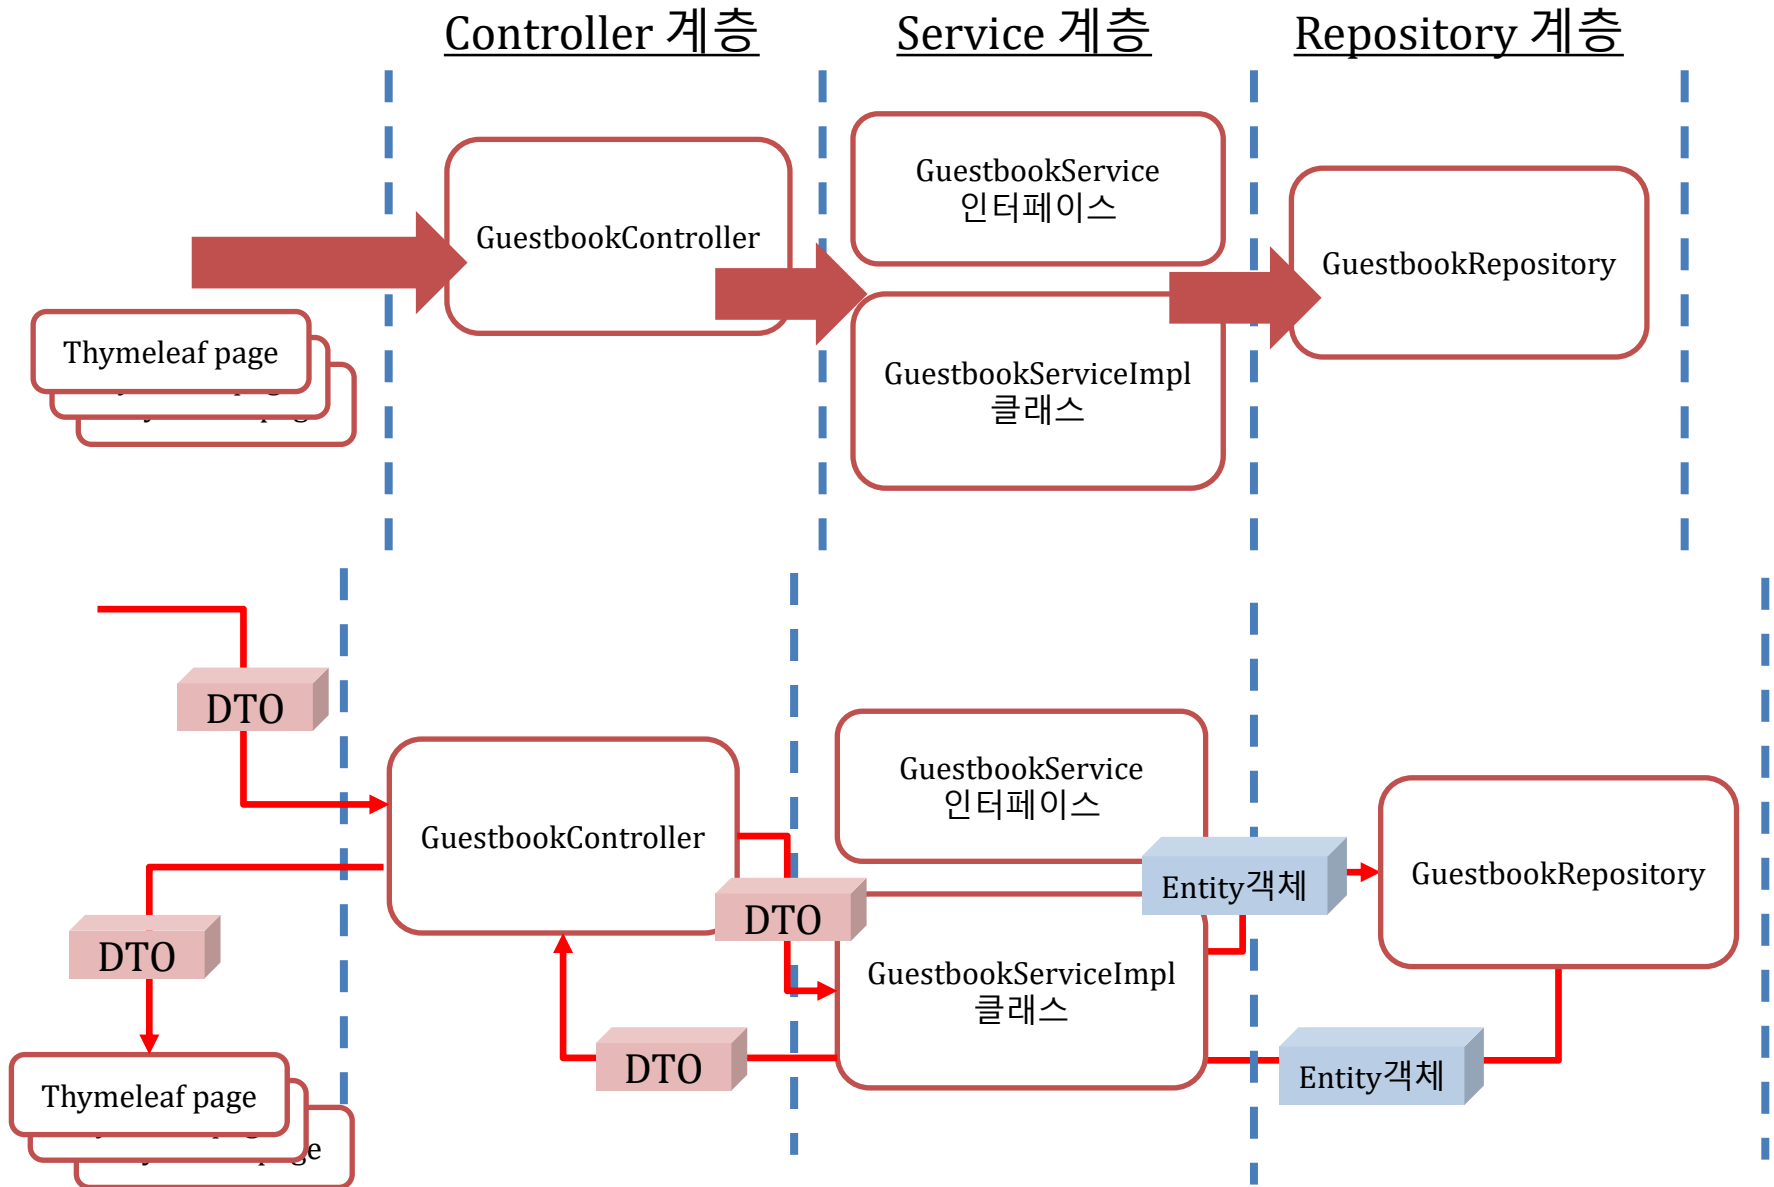 Controller 계층
Service 계층
Repository 계층
GuestbookController
GuestbookService
인터페이스
GuestbookRepository
Thymeleaf page
GuestbookServiceImpl
클래스
DTO
GuestbookController
GuestbookService
인터페이스
Entity객체
GuestbookRepository
DTO
DTO
GuestbookServiceImpl
클래스
DTO
Entity객체
Thymeleaf page